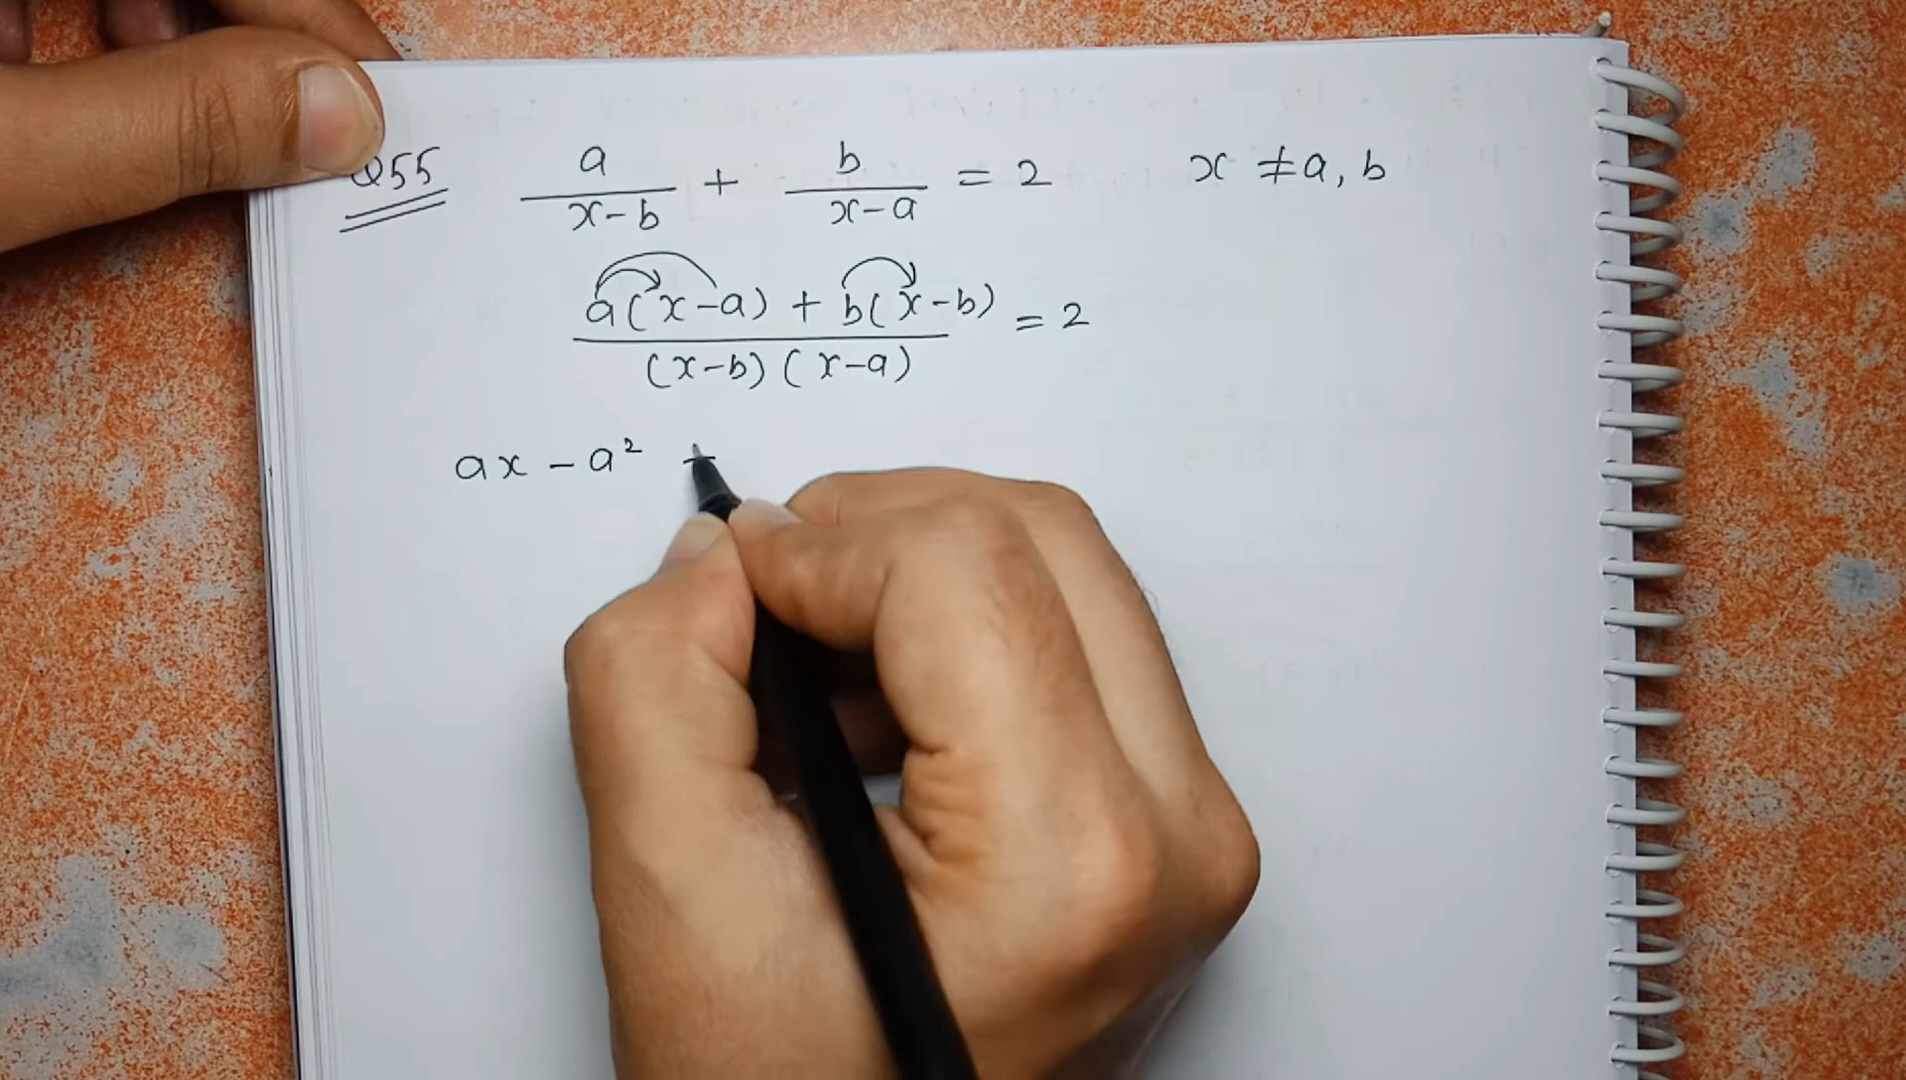 Q55 a/(x-b) + b/(x-a) = 2 x ≠ a, b
(a(x-a) + b(x-b))/((x-b)(x-a)) = 2
ax - a² +